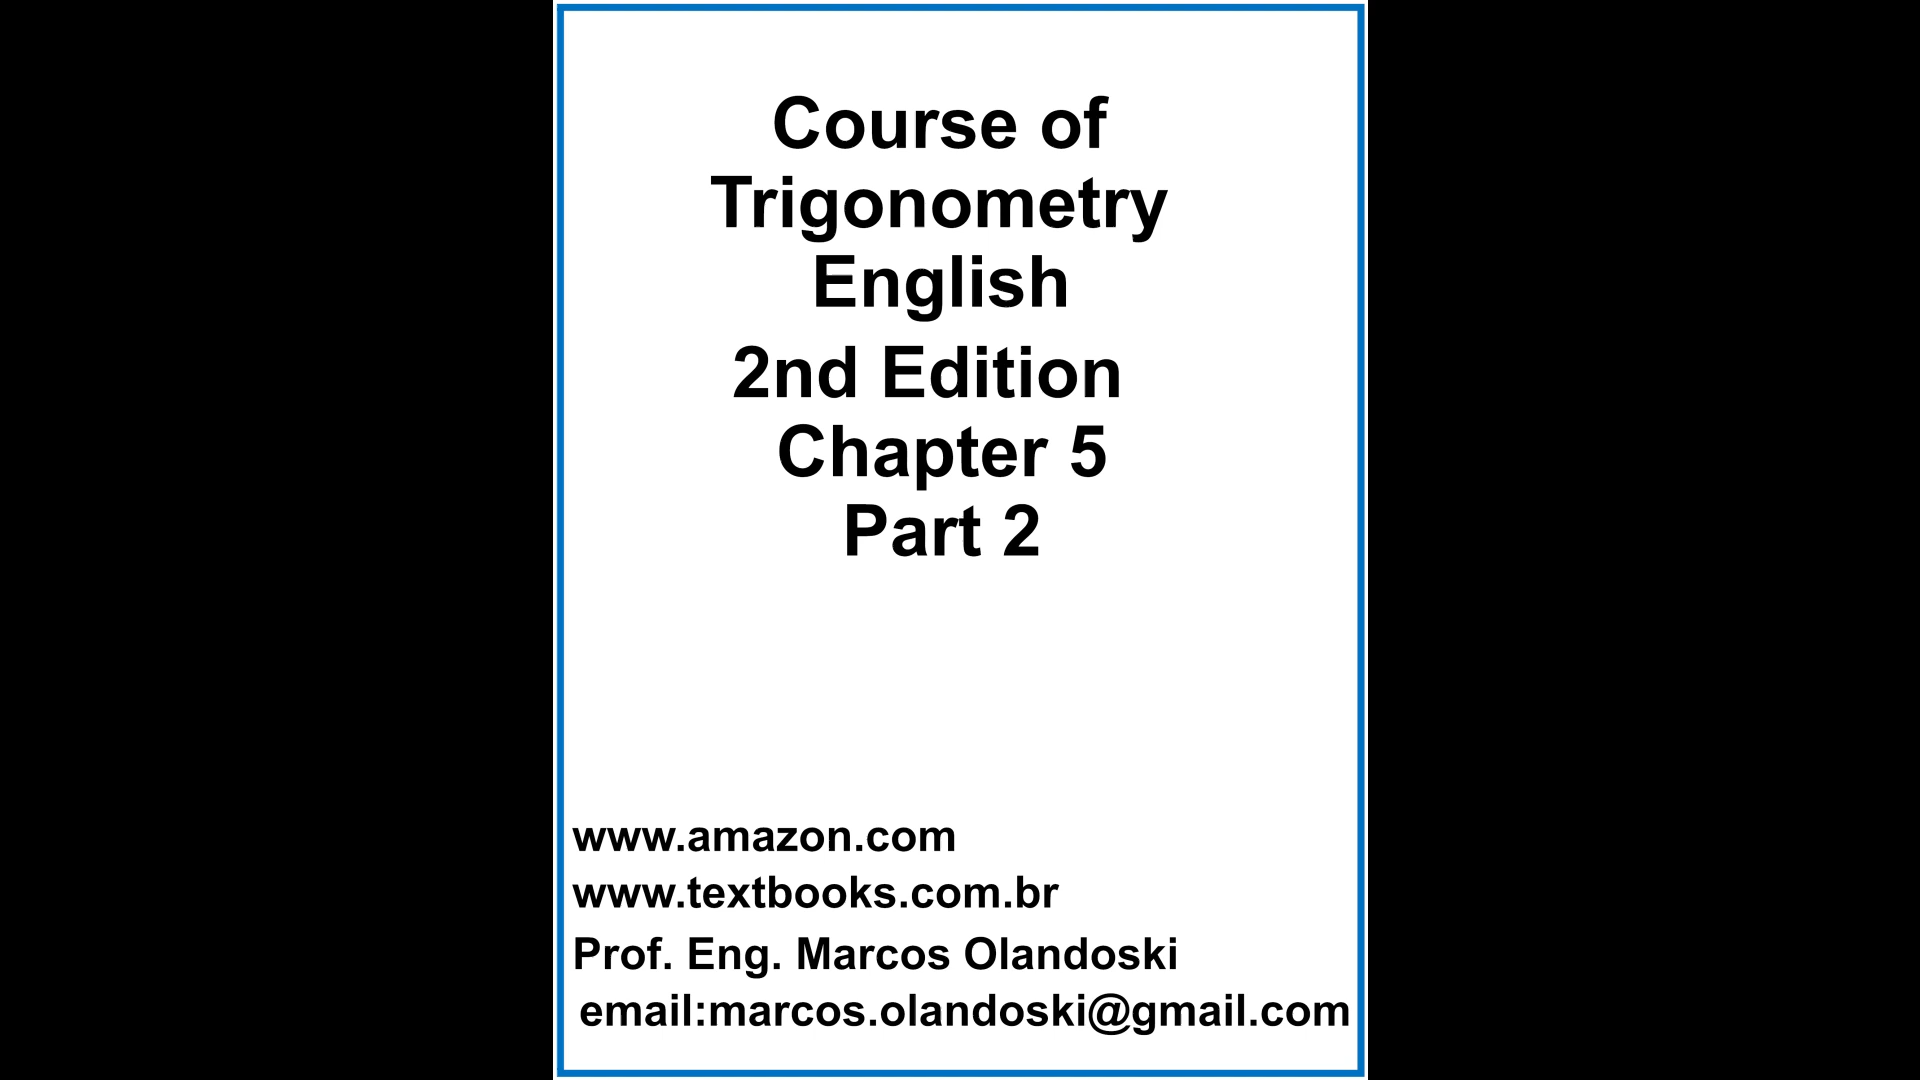 Course of
Trigonometry
English
2nd Edition
Chapter 5
Part 2
www.amazon.com
www.textbooks.com.br
Prof. Eng. Marcos Olandoski
email:marcos.olandoski@gmail.com